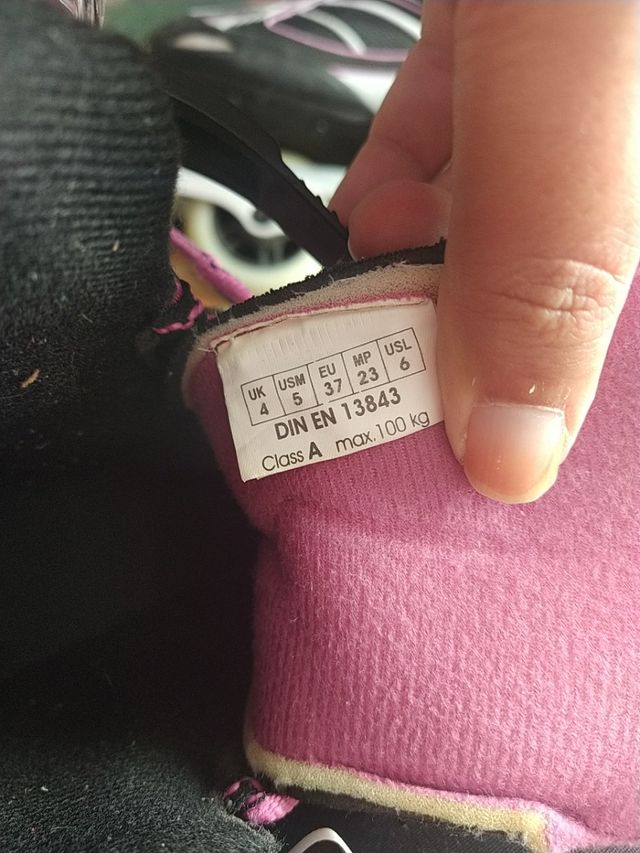 UK USM EU MP USL
4 5 37 23 6
DIN EN 13843
Class A max.100 kg